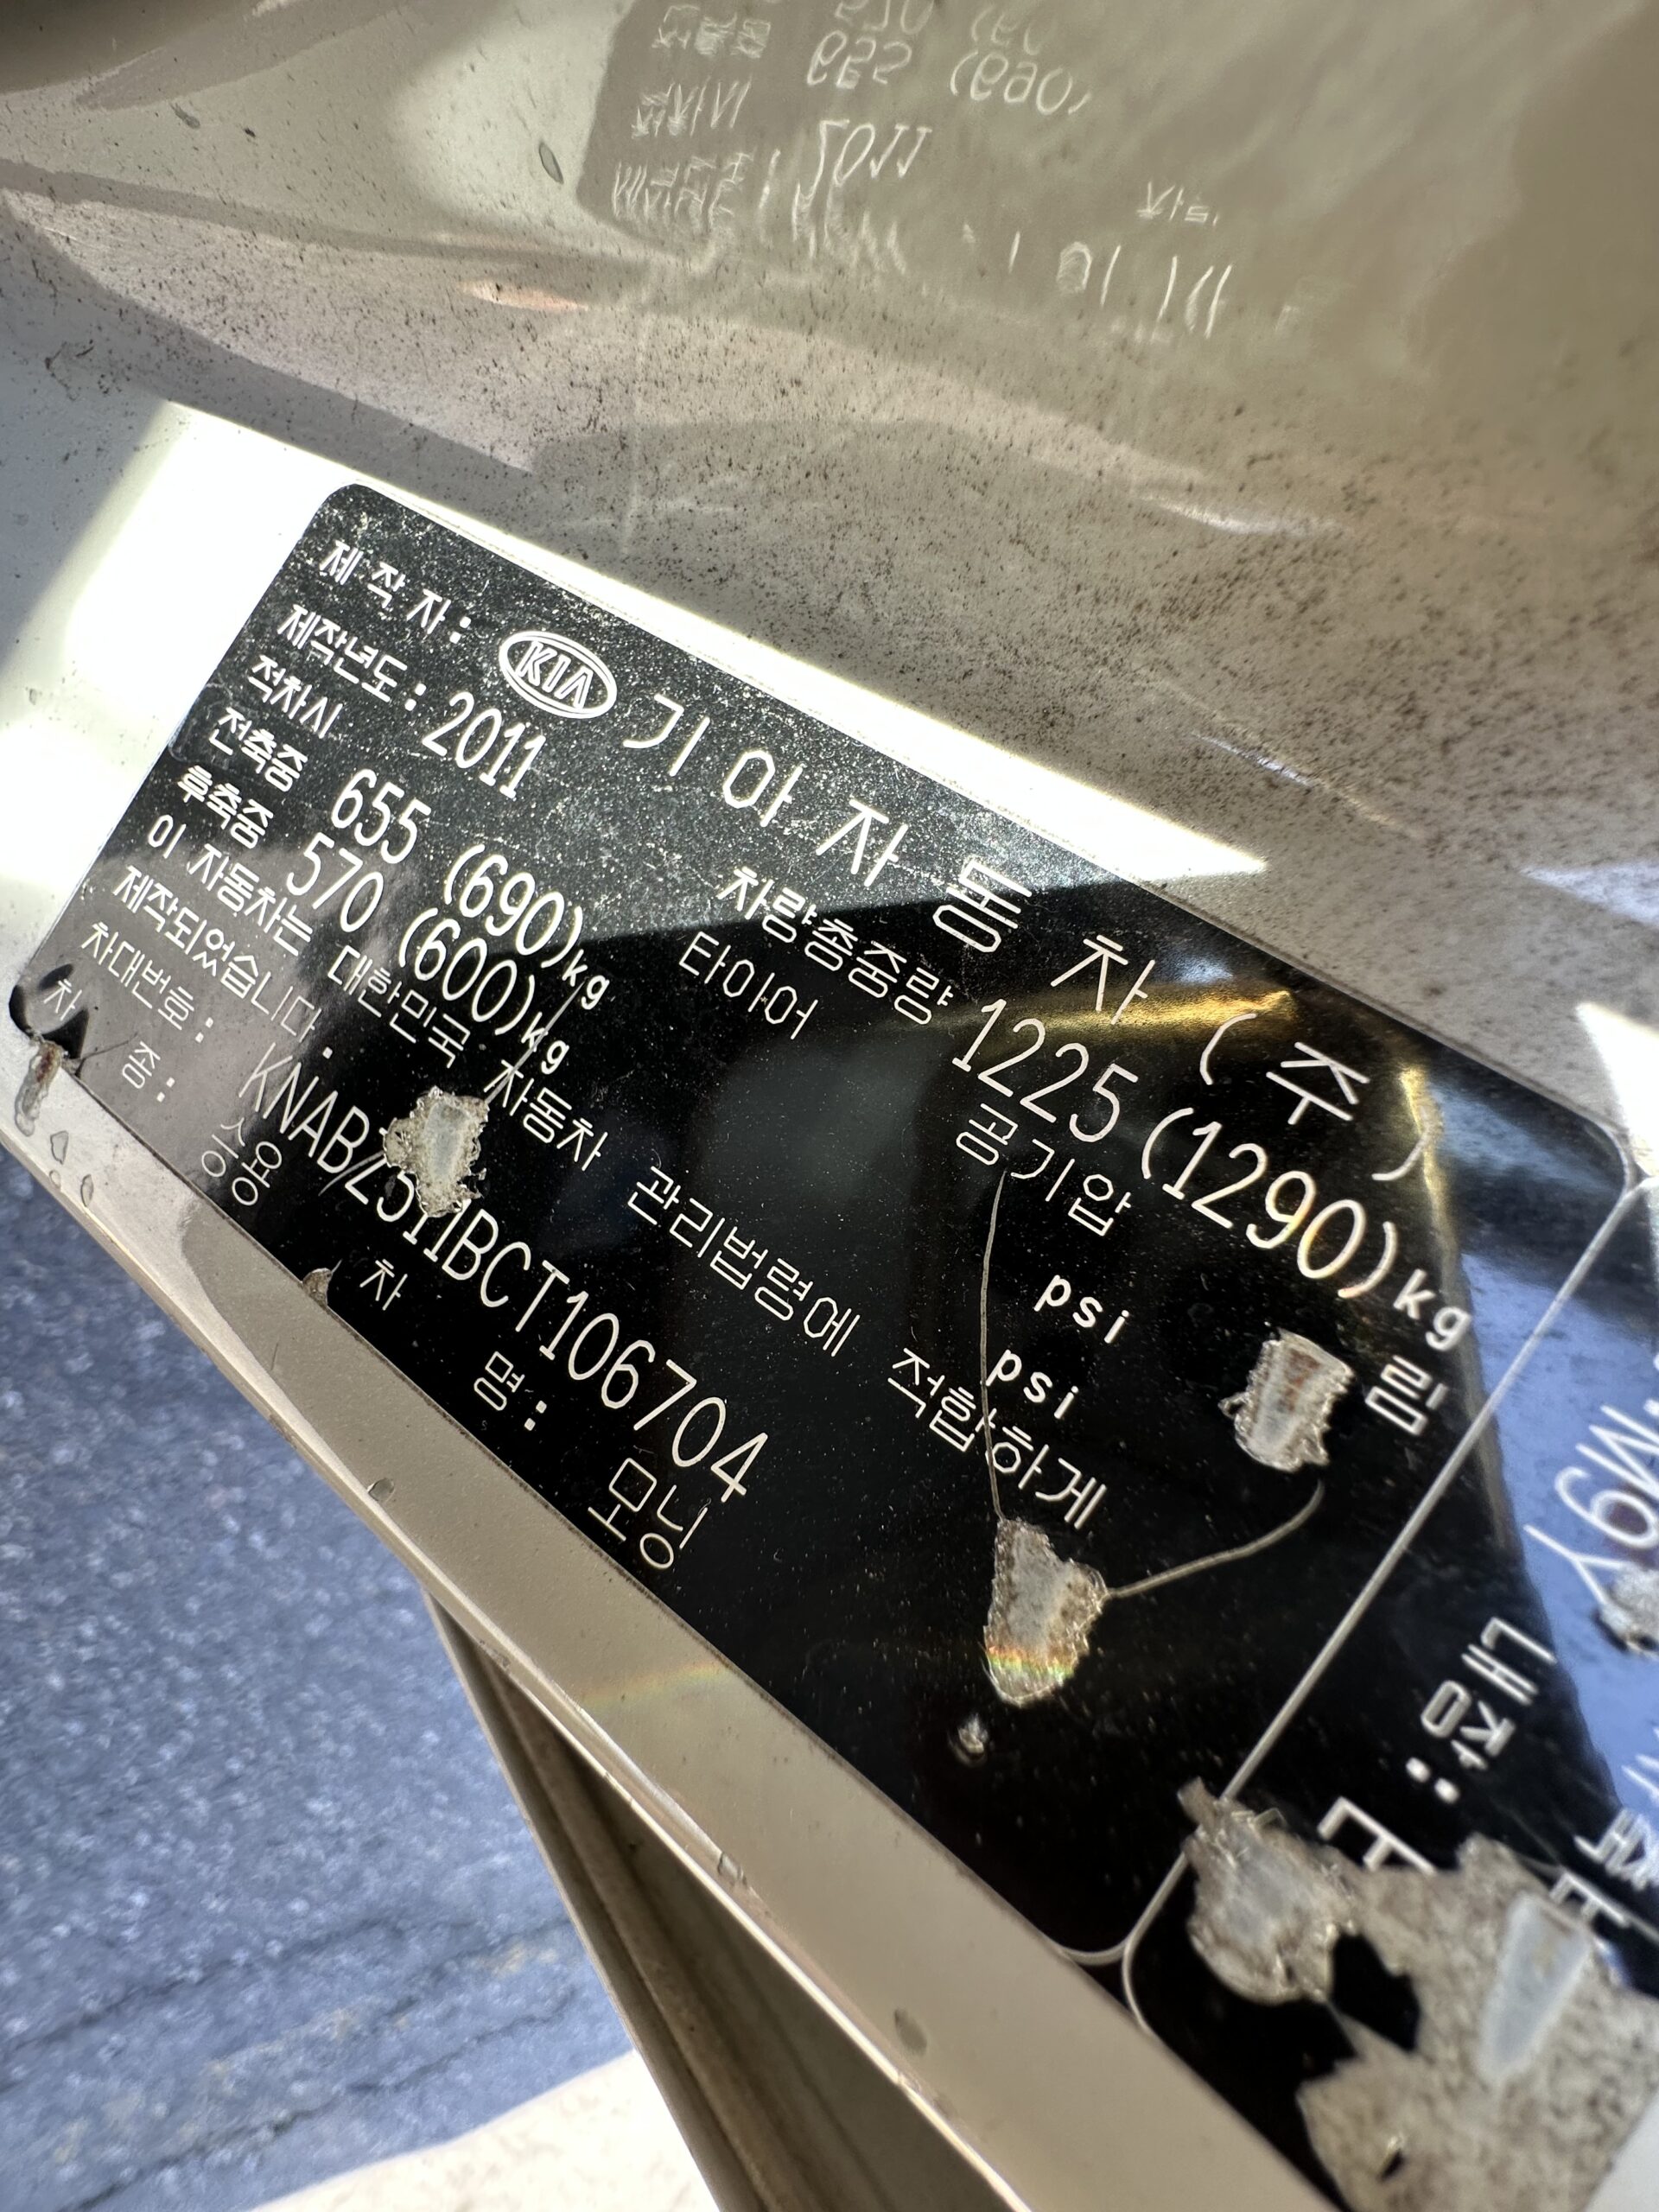 제 작 자: KIA 기 아 자 동 차 (주)
제작년도: 2011 차량총중량 1225(1290)kg
적차시 타이어 공기압 림
전축중 655 (690)kg psi
후축중 570 (600)kg psi
이 자동차는 대한민국 자동차 관리법령에 적합하게
제작되었습니다.
차대번호: KNABZ511BCT106704
차 종: 승용 차 명: 모닝
M9Y
내장: